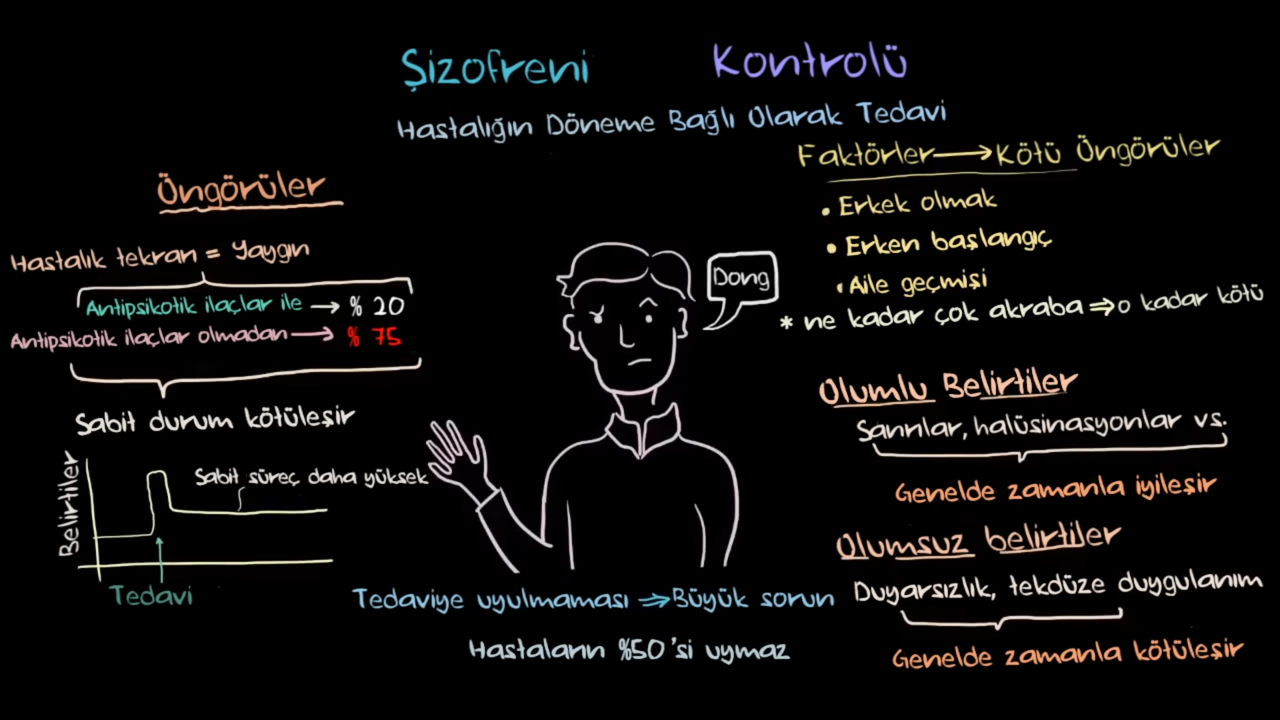 Şizofreni Kontrolü
Hastalığın Döneme Bağlı Olarak Tedavi
Öngörüler
Hastalık tekrarı = Yaygın
Antipsikotik ilaçlar ile → % 20
Antipsikotik ilaçlar olmadan → % 75
Sabit durum kötüleşir
Sabit süreç daha yüksek
Belirtiler
Tedavi
Dong
Tedaviye uyulmaması ⇒ Büyük sorun
Hastaların %50'si uymaz
Faktörler → Kötü Öngörüler
• Erkek olmak
• Erken başlangıç
• Aile geçmişi
* ne kadar çok akraba ⇒ o kadar kötü
Olumlu Belirtiler
Sanrılar, halüsinasyonlar vs.
Genelde zamanla iyileşir
Olumsuz belirtiler
Duyarsızlık, tekdüze duygulanım
Genelde zamanla kötüleşir